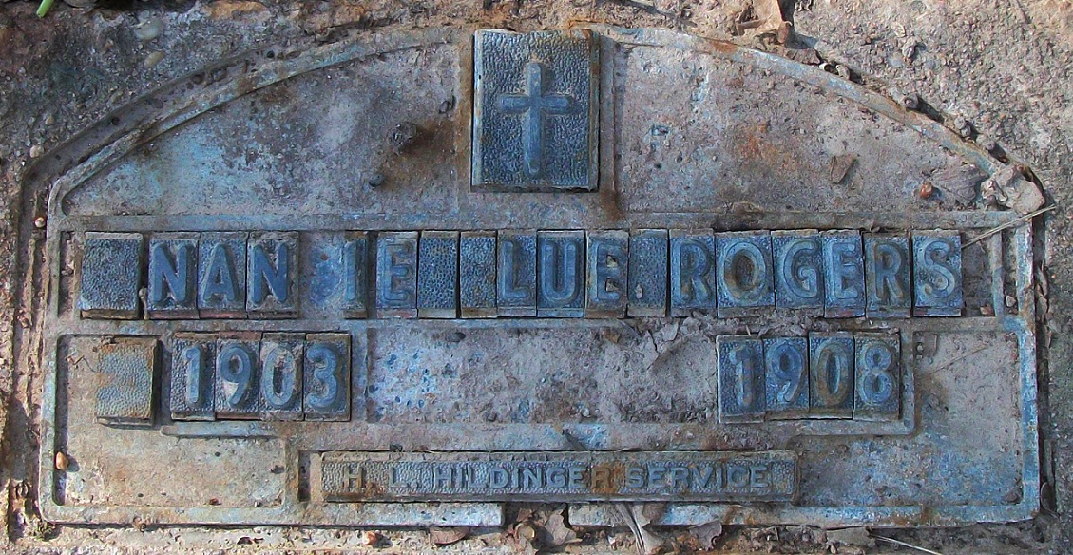 NAN IE LUE ROGERS
1903 1908
H. L. HILDINGER SERVICE